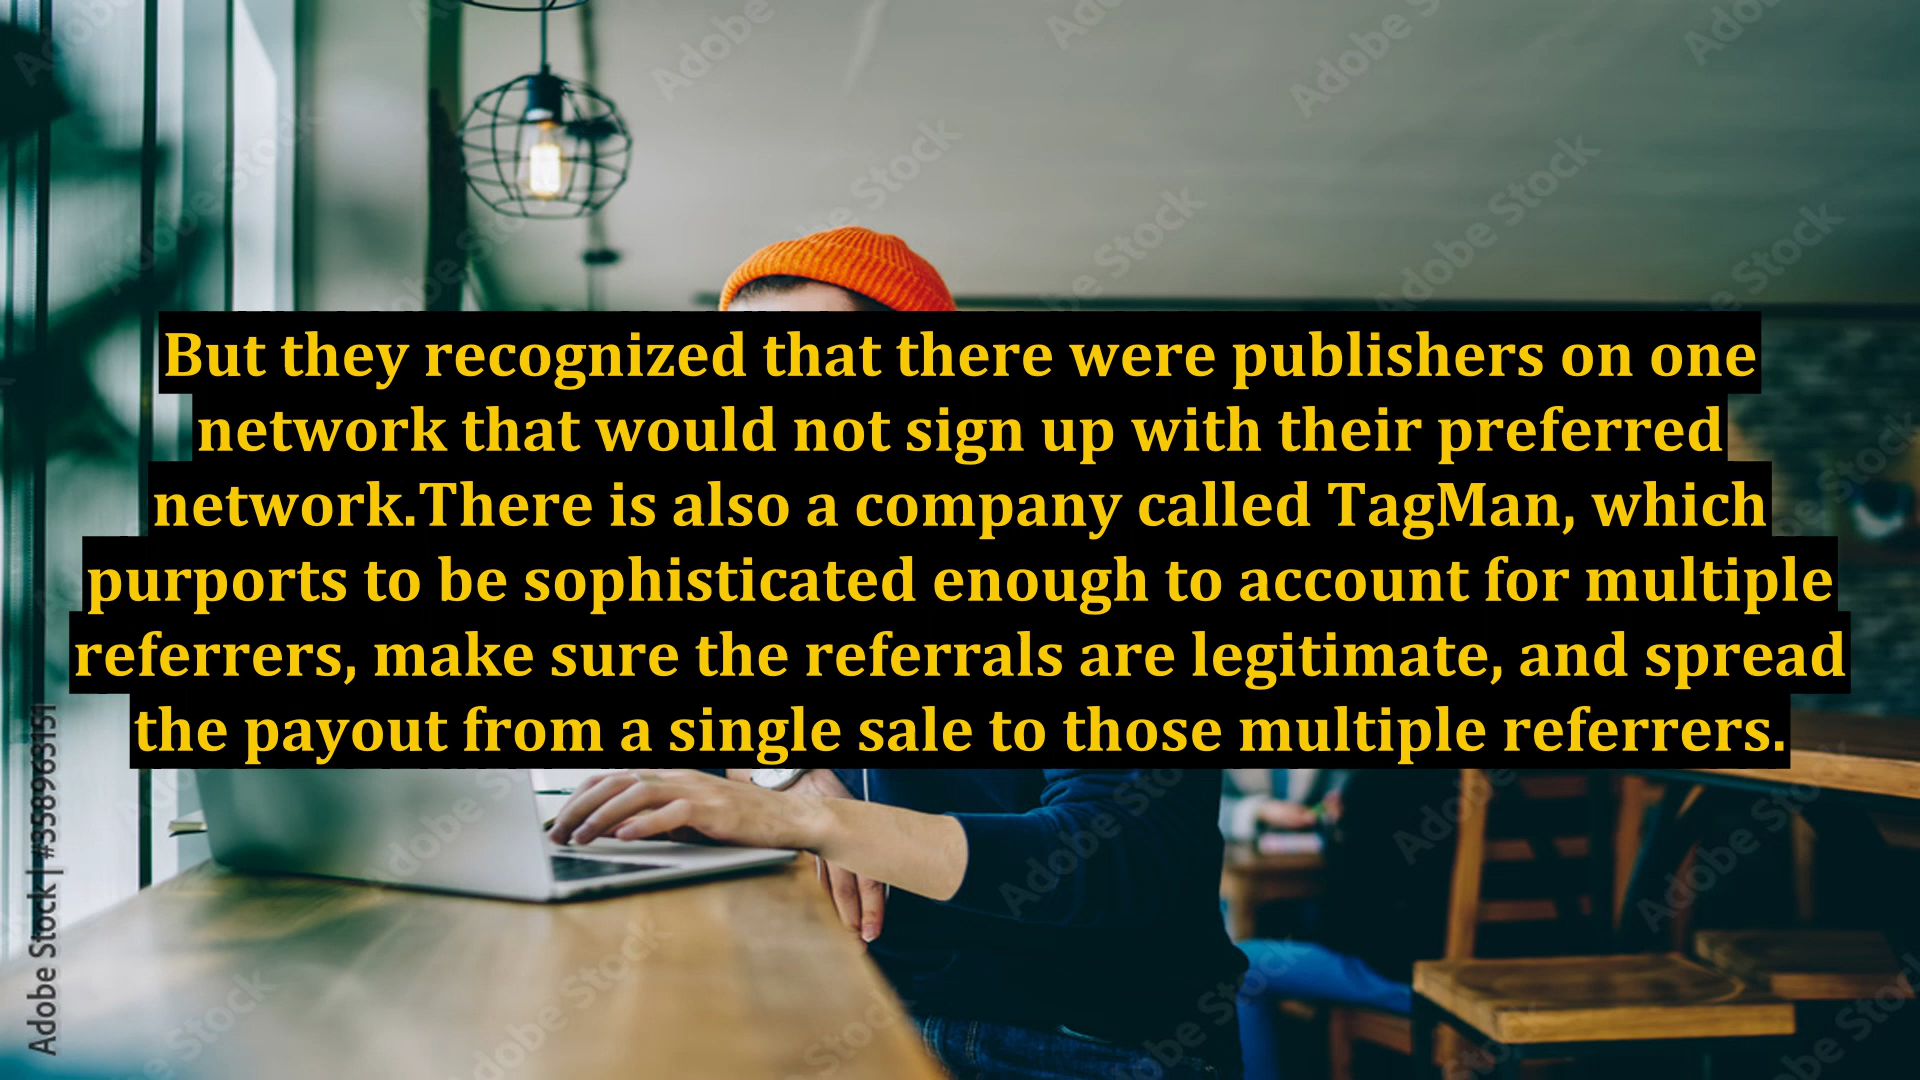 But they recognized that there were publishers on one
network that would not sign up with their preferred
network.There is also a company called TagMan, which
purports to be sophisticated enough to account for multiple
referrers, make sure the referrals are legitimate, and spread
the payout from a single sale to those multiple referrers.
Adobe Stock | #358963151
Adobe Stock